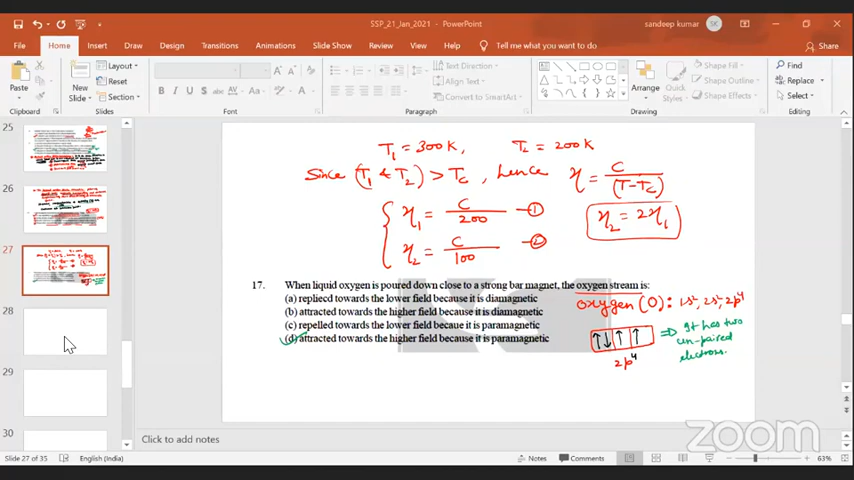 SSP_21_Jan_2021 - PowerPoint
sandeep kumar
SK
File Home Insert Draw Design Transitions Animations Slide Show Review View Help Tell me what you want to do Share
Paste
New Slide
Layout
Reset
Section
B I U S
Text Direction
Align Text
Convert to SmartArt
Arrange
Quick Styles
Shape Fill
Shape Outline
Shape Effects
Find
Replace
Select
Clipboard
Slides
Font
Paragraph
Drawing
Editing
25
26
27
28
29
30
T₁ = 300K, T₂ = 200K
Since (T₁ & T₂) > Tc, hence η = C / (T-Tc)
η₁ = C / 200 —①
η₂ = C / 100 —②
η₂ = 2η₁
17. When liquid oxygen is poured down close to a strong bar magnet, the oxygen stream is:
(a) repliecd towards the lower field because it is diamagnetic
(b) attracted towards the higher field because it is diamagnetic
(c) repelled towards the lower field because it is paramagnetic
(d) attracted towards the higher field because it is paramagnetic
Oxygen (O): 1s², 2s², 2p⁴
↑↓ ↑ ↑
2p⁴
⇒ It has two
un-paired
electrons.
Click to add notes
zoom
Slide 27 of 35 English (India) Notes Comments 63%